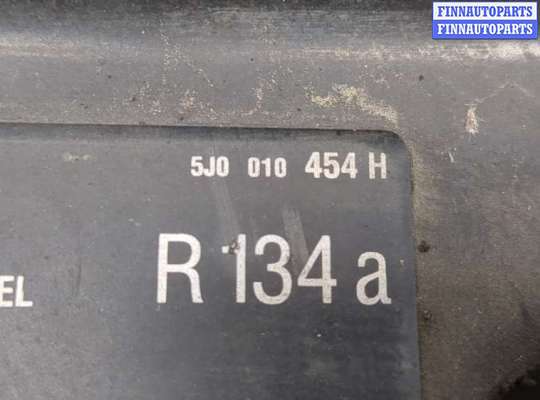 FINNAUTOPARTS
FINNAUTOPARTS
5J0 010 454 H
R 134 a
EL